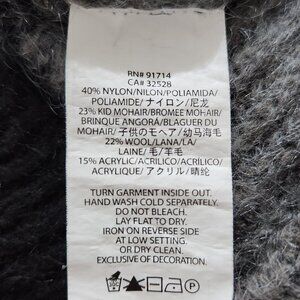 RN# 91714
CA# 32528
40% NYLON/NILON/POLIAMIDA/
POLIAMIDE/ナイロン/尼龙
23% KID MOHAIR/BROMEE MOHAIR/
BRINQUE ANGORÁ/BLAGUER DU
MOHAIR/子供のモヘア/幼马海毛
22% WOOL/LANA/LA/
LAINE/毛/羊毛
15% ACRYLIC/ACRILICO/ACRÍLICO/
ACRYLIQUE/アクリル/晴纶
TURN GARMENT INSIDE OUT.
HAND WASH COLD SEPARATELY.
DO NOT BLEACH.
LAY FLAT TO DRY.
IRON ON REVERSE SIDE
AT LOW SETTING.
OR DRY CLEAN.
EXCLUSIVE OF DECORATION.